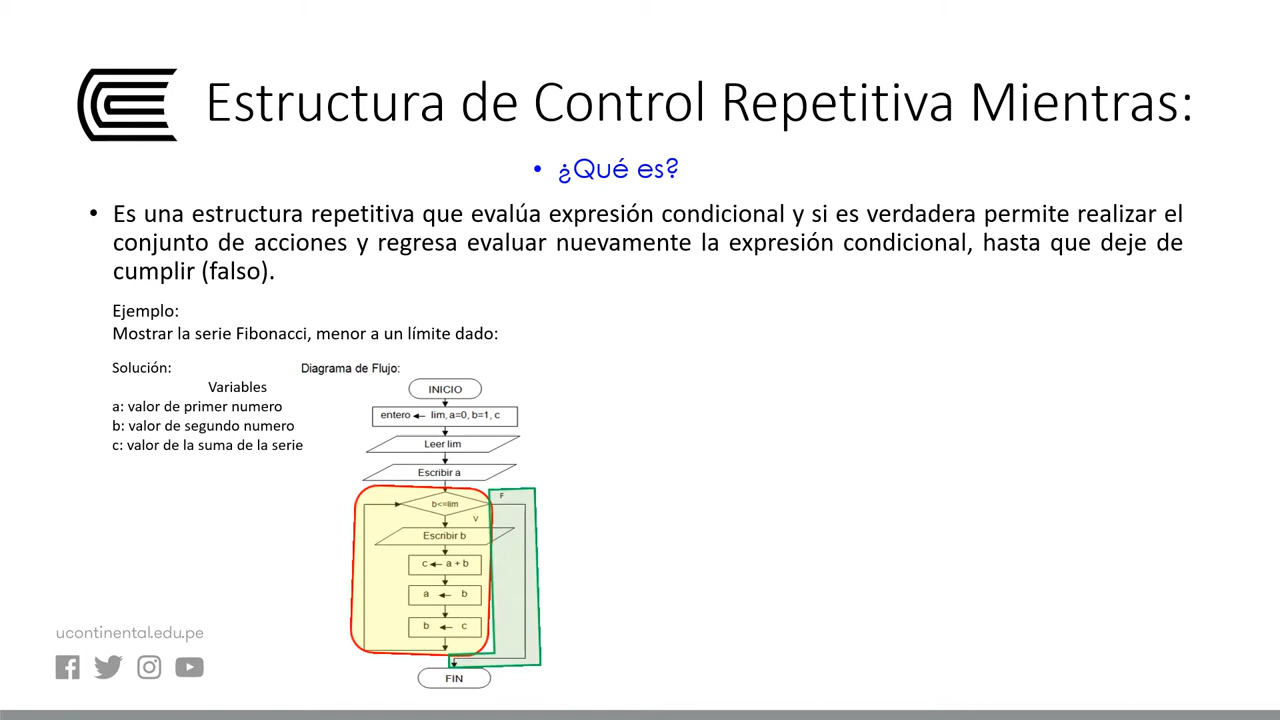 Estructura de Control Repetitiva Mientras:
• ¿Qué es?
• Es una estructura repetitiva que evalúa expresión condicional y si es verdadera permite realizar el
conjunto de acciones y regresa evaluar nuevamente la expresión condicional, hasta que deje de
cumplir (falso).
Ejemplo:
Mostrar la serie Fibonacci, menor a un límite dado:
Solución:
Variables
a: valor de primer numero
b: valor de segundo numero
c: valor de la suma de la serie
Diagrama de Flujo:
INICIO
entero ← lim, a=0, b=1, c
Leer lim
Escribir a
b<=lim
F
V
Escribir b
c ← a + b
a ← b
b ← c
FIN
ucontinental.edu.pe